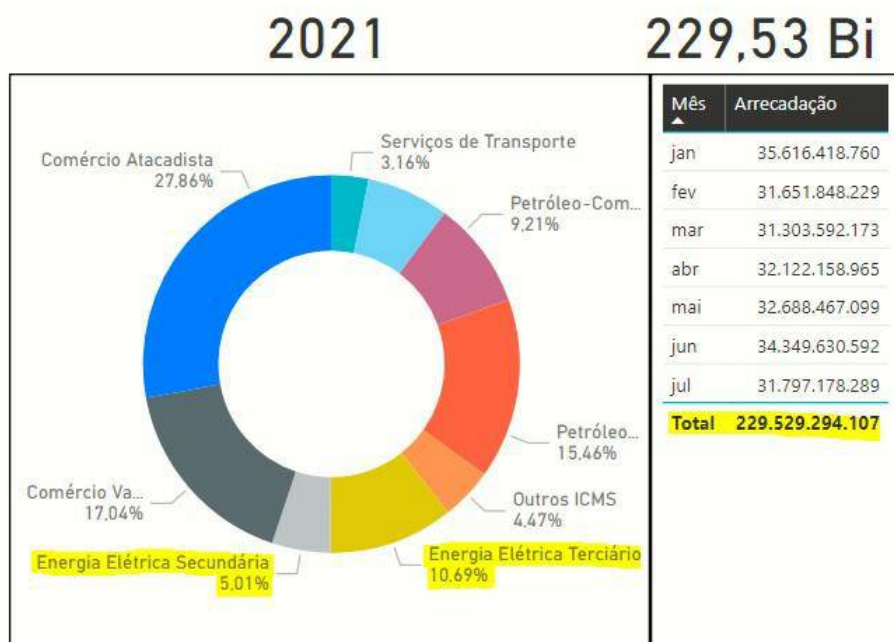 2021
229,53 Bi
Comércio Atacadista
27,86%
Serviços de Transporte
3,16%
Petróleo-Com...
9,21%
Petróleo...
15,46%
Outros ICMS
4,47%
Energia Elétrica Terciário
10,69%
Energia Elétrica Secundária
5,01%
Comércio Va...
17,04%
Mês Arrecadação
jan 35.616.418.760
fev 31.651.848.229
mar 31.303.592.173
abr 32.122.158.965
mai 32.688.467.099
jun 34.349.630.592
jul 31.797.178.289
Total 229.529.294.107